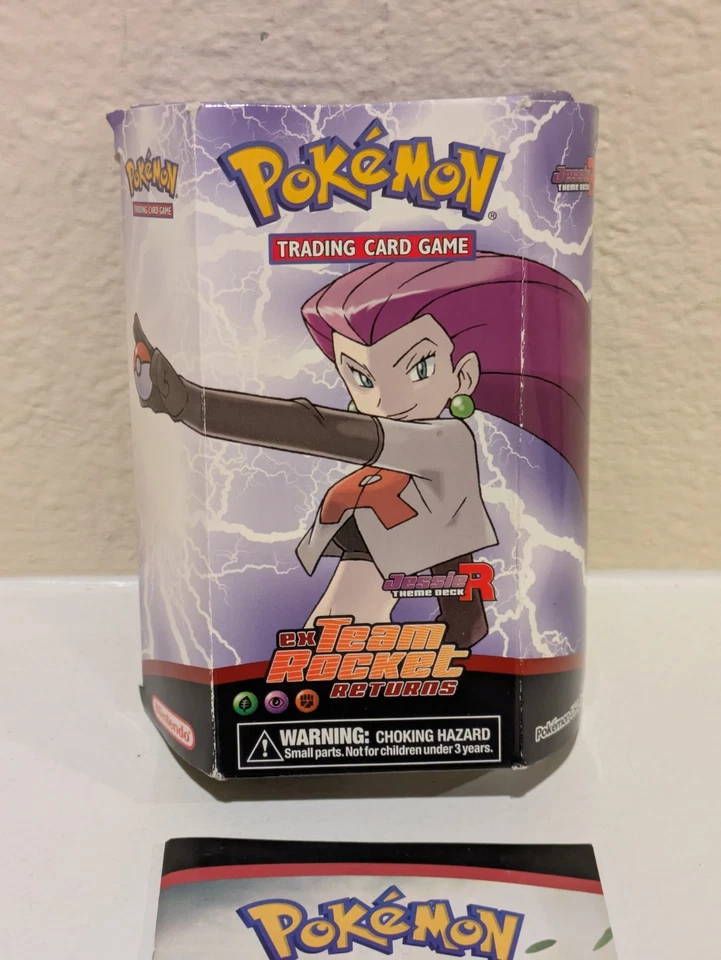 POKéMON
TRADING CARD GAME
Jessie R
THEME DECK
POKéMON®
TRADING CARD GAME
R
Jessie R
THEME DECK
ex Team
Rocket
RETURNS
Nintendo
WARNING: CHOKING HAZARD
Small parts. Not for children under 3 years.
POKéMON